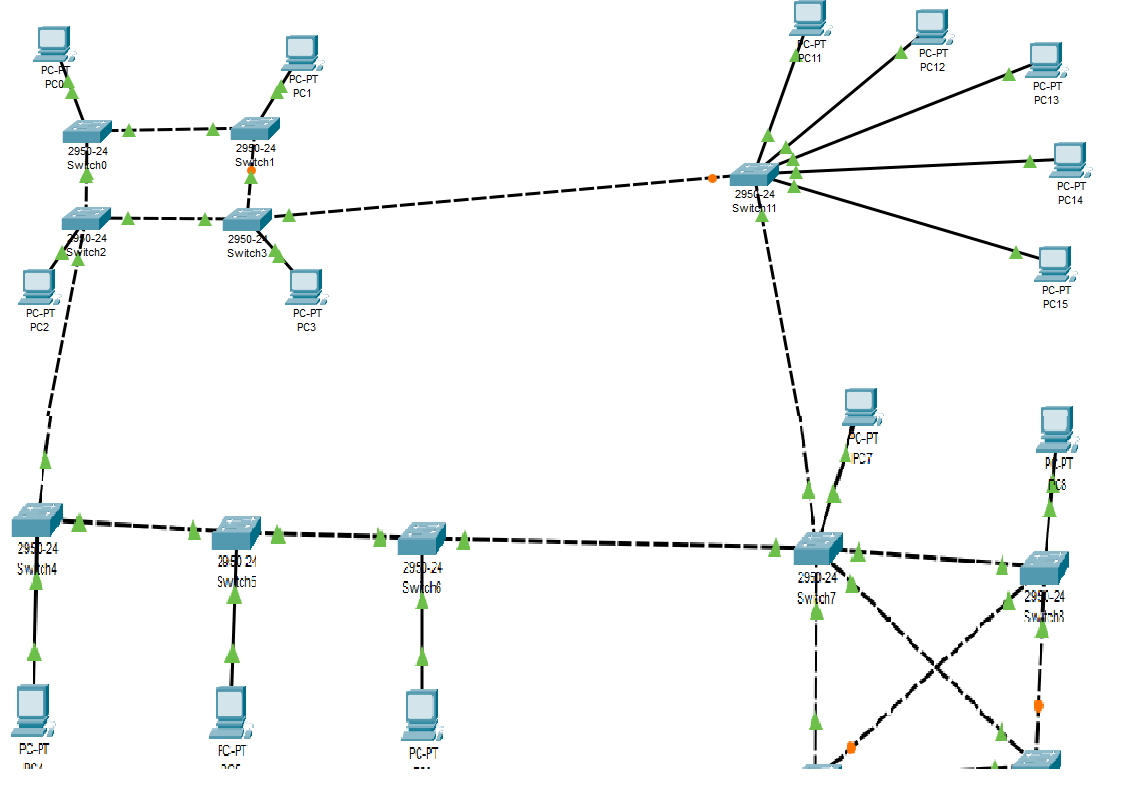 PC-PT
PC0
PC-PT
PC1
2950-24
Switch0
2950-24
Switch1
2950-24
Switch2
2950-24
Switch3
PC-PT
PC2
PC-PT
PC3
PC-PT
PC11
PC-PT
PC12
PC-PT
PC13
PC-PT
PC14
2950-24
Switch11
PC-PT
PC15
PC-PT
PC7
PC-PT
PC8
2950-24
Switch4
2950-24
Switch5
2950-24
Switch6
2950-24
Switch7
2950-24
Switch8
PC-PT
PC-PT
PC-PT